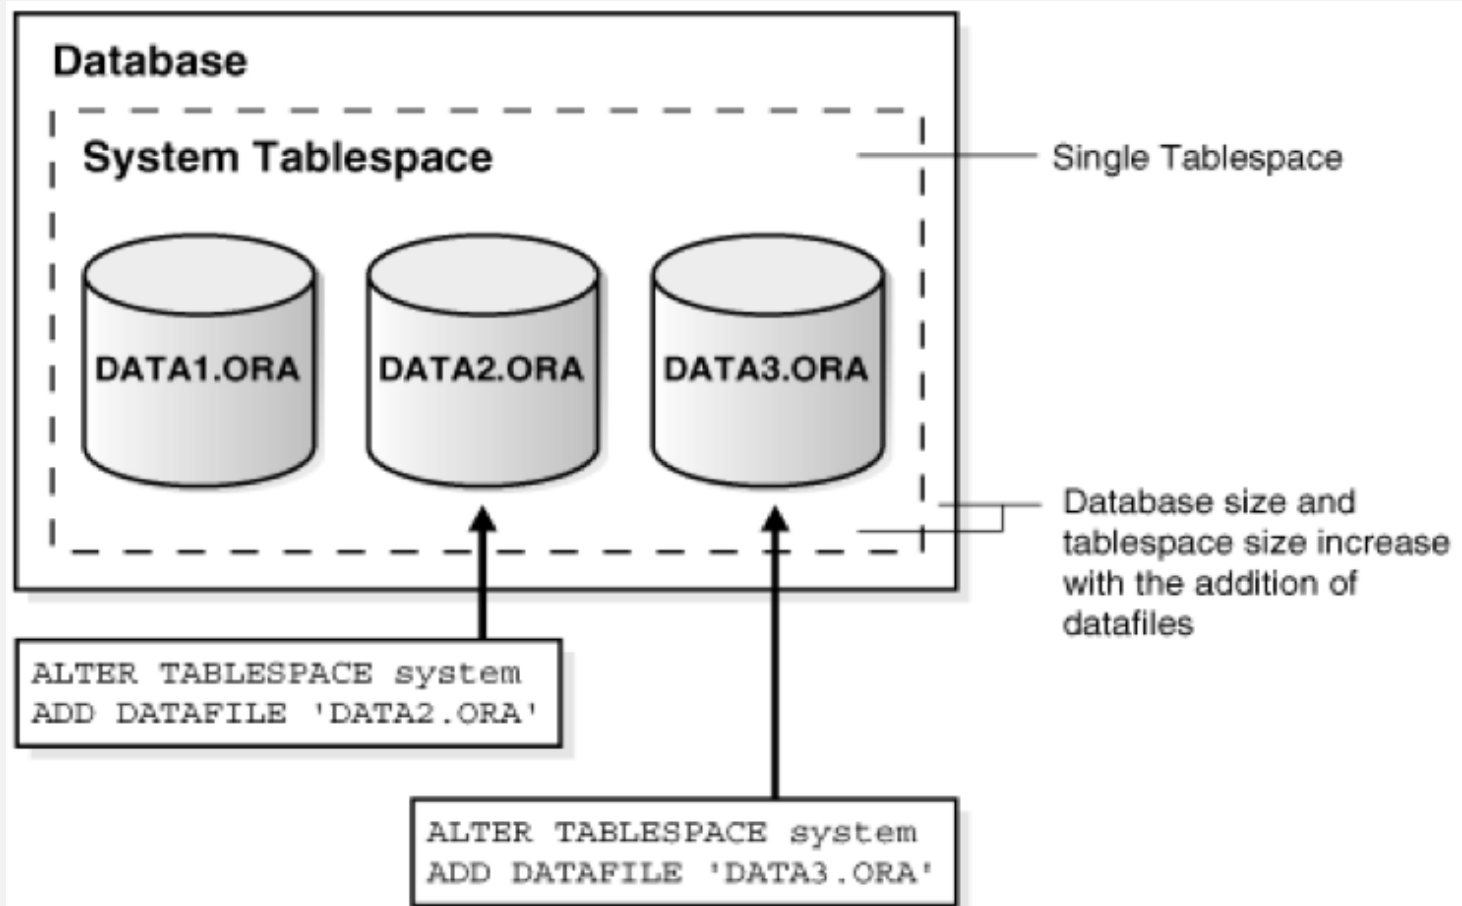 Database
System Tablespace
Single Tablespace
DATA1.ORA
DATA2.ORA
DATA3.ORA
Database size and
tablespace size increase
with the addition of
datafiles
ALTER TABLESPACE system
ADD DATAFILE 'DATA2.ORA'
ALTER TABLESPACE system
ADD DATAFILE 'DATA3.ORA'